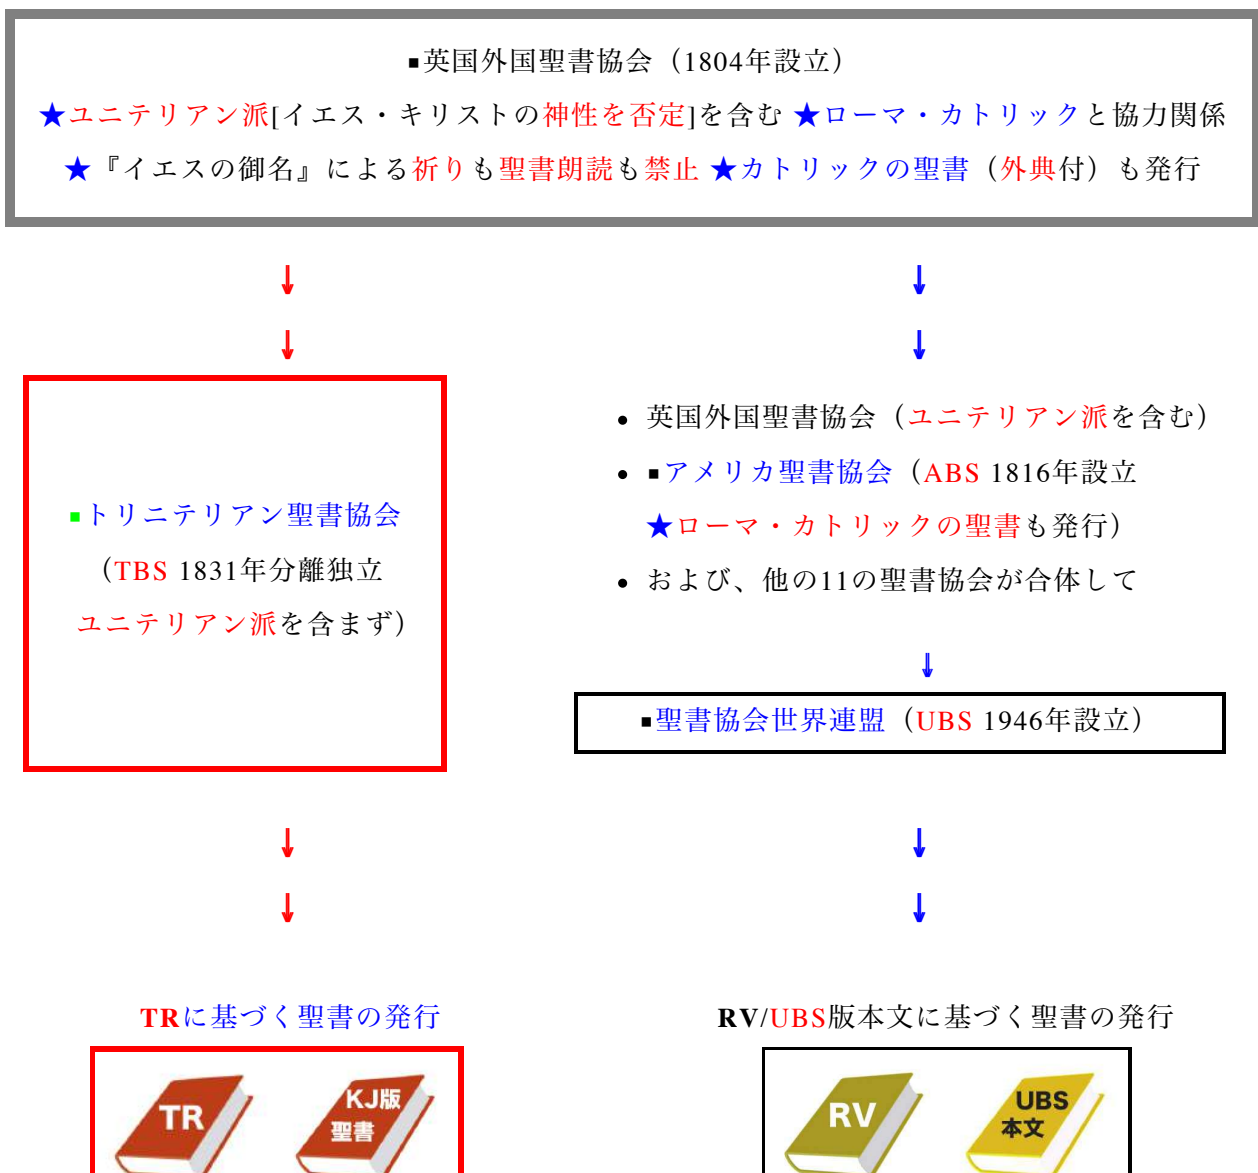 ■英国外国聖書協会（1804年設立）
★ユニテリアン派[イエス・キリストの神性を否定]を含む ★ローマ・カトリックと協力関係
★『イエスの御名』による祈りも聖書朗読も禁止 ★カトリックの聖書（外典付）も発行
↓ ↓
↓ ↓
■トリニテリアン聖書協会
（TBS 1831年分離独立
ユニテリアン派を含まず）
• 英国外国聖書協会（ユニテリアン派を含む）
• ■アメリカ聖書協会（ABS 1816年設立
★ローマ・カトリックの聖書も発行）
• および、他の11の聖書協会が合体して
↓
■聖書協会世界連盟（UBS 1946年設立）
↓ ↓
↓ ↓
TRに基づく聖書の発行
TR
KJ版
聖書
RV/UBS版本文に基づく聖書の発行
RV
UBS
本文